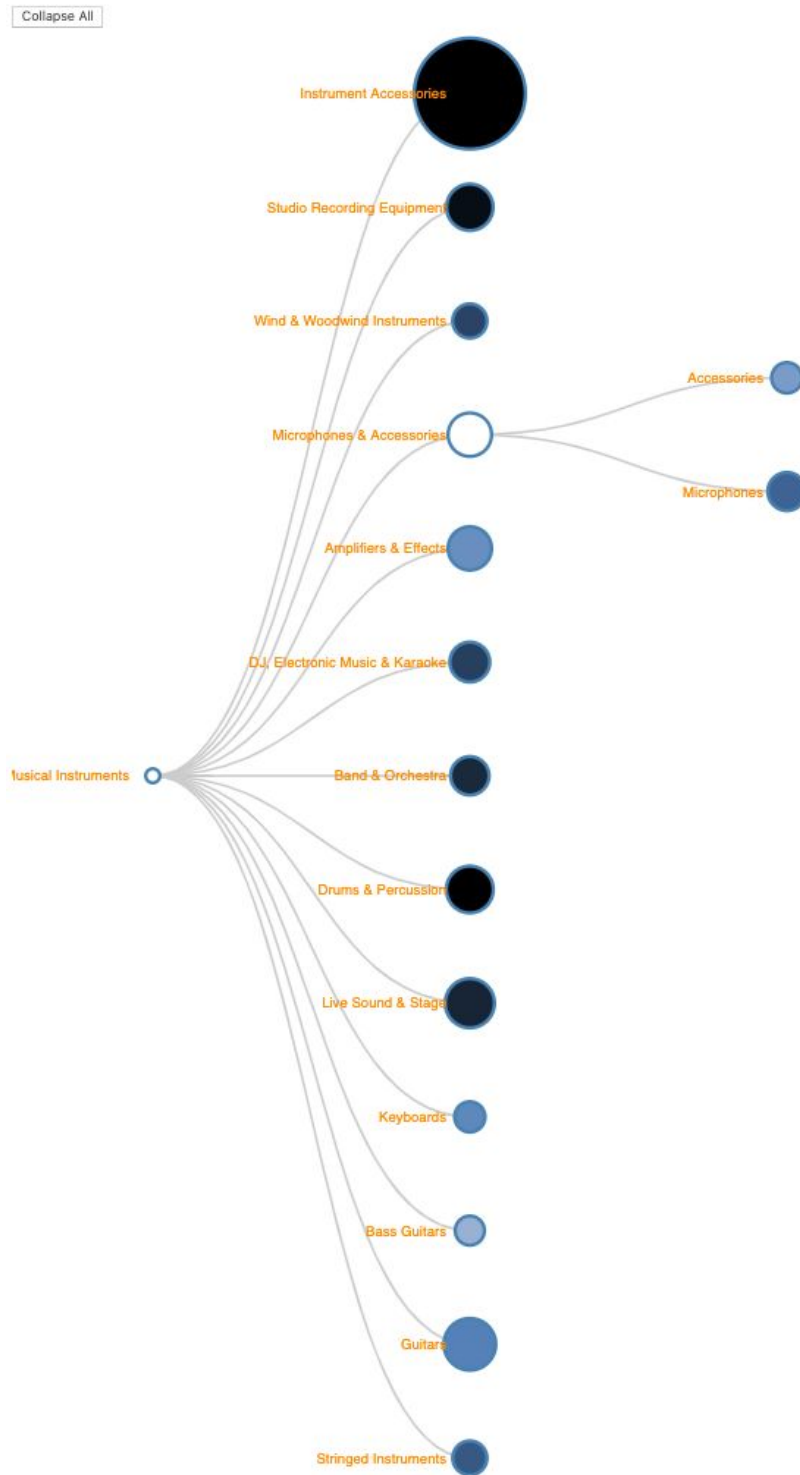 Collapse All
Instrument Accessories
Studio Recording Equipment
Wind & Woodwind Instruments
Accessories
Microphones & Accessories
Microphones
Amplifiers & Effects
DJ, Electronic Music & Karaoke
Band & Orchestra
Musical Instruments
Drums & Percussion
Live Sound & Stage
Keyboards
Bass Guitars
Guitars
Stringed Instruments